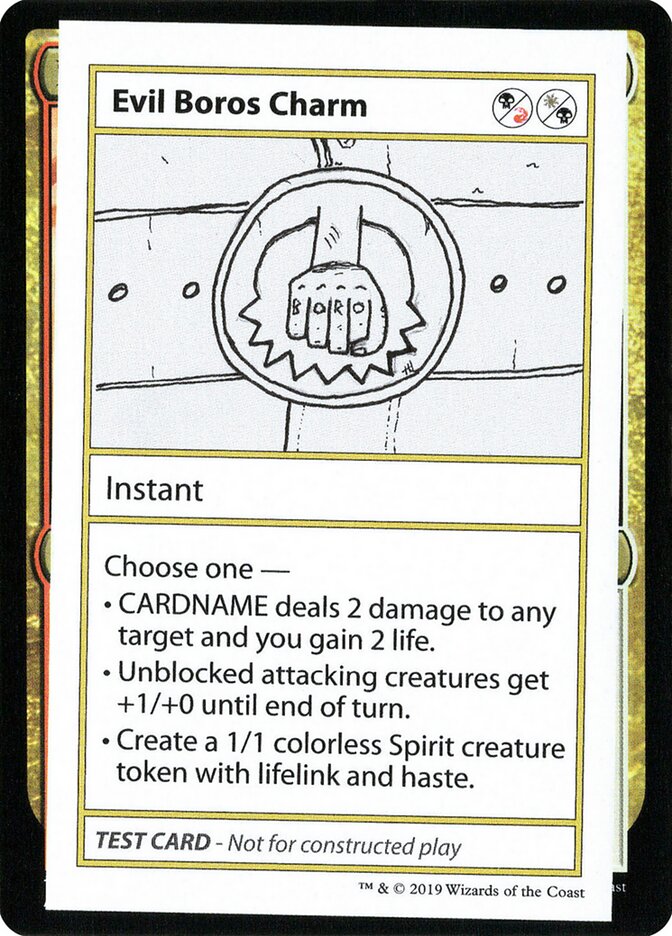 Evil Boros Charm
BOROS
Instant
Choose one —
• CARDNAME deals 2 damage to any
target and you gain 2 life.
• Unblocked attacking creatures get
+1/+0 until end of turn.
• Create a 1/1 colorless Spirit creature
token with lifelink and haste.
TEST CARD - Not for constructed play
™ & © 2019 Wizards of the Coast
ast